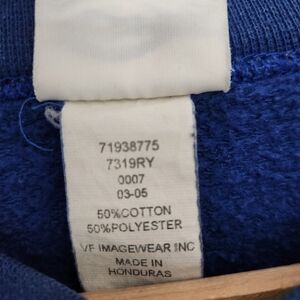 71938775
7319RY
0007
03-05
50%COTTON
50%POLYESTER
VF IMAGEWEAR INC
MADE IN
HONDURAS